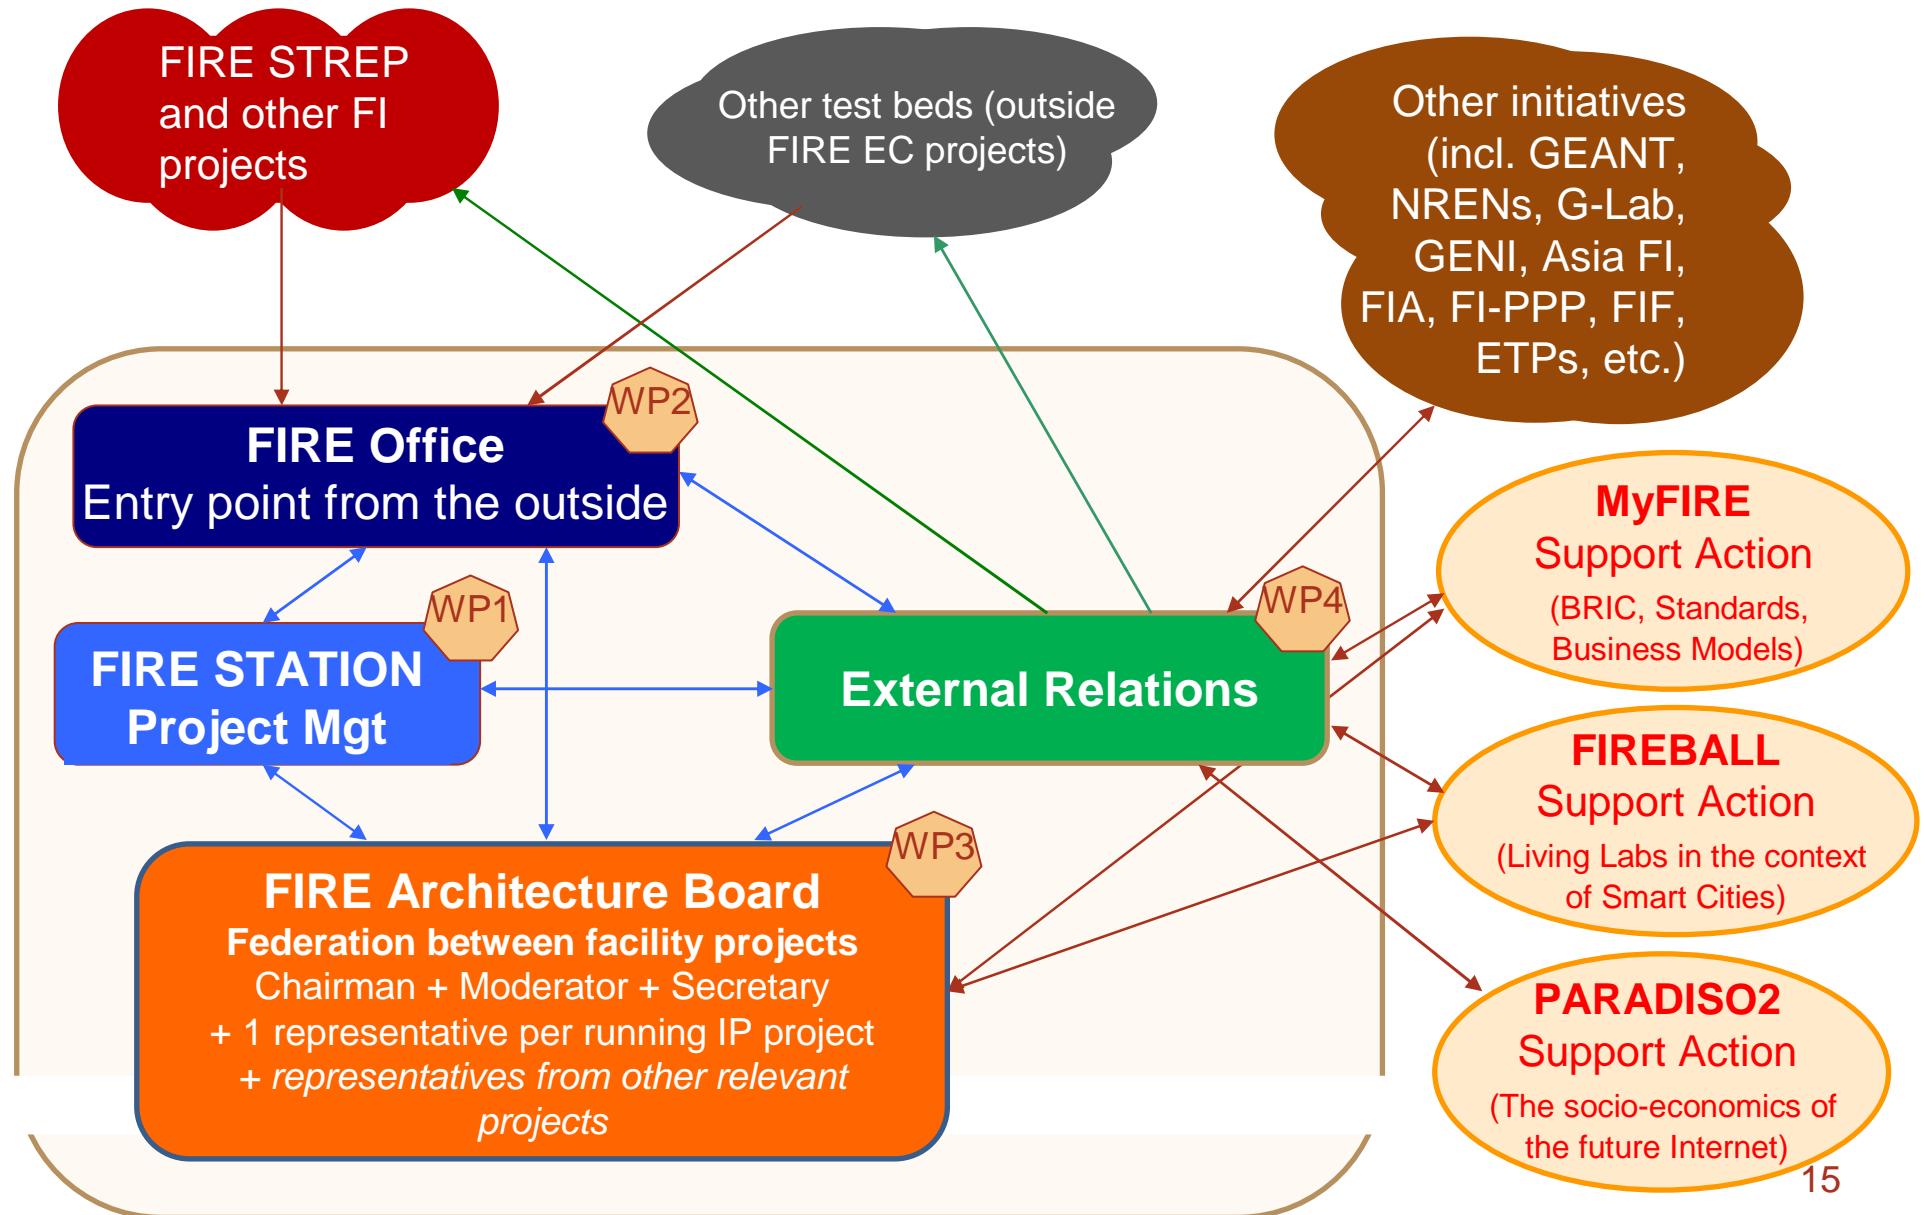 FIRE STREP
and other FI
projects
Other test beds (outside
FIRE EC projects)
Other initiatives
(incl. GEANT,
NRENs, G-Lab,
GENI, Asia FI,
FIA, FI-PPP, FIF,
ETPs, etc.)
WP2
FIRE Office
Entry point from the outside
WP1
FIRE STATION
Project Mgt
WP4
External Relations
MyFIRE
Support Action
(BRIC, Standards,
Business Models)
FIREBALL
Support Action
(Living Labs in the context
of Smart Cities)
WP3
FIRE Architecture Board
Federation between facility projects
Chairman + Moderator + Secretary
+ 1 representative per running IP project
+ representatives from other relevant
projects
PARADISO2
Support Action
(The socio-economics of
the future Internet)
15